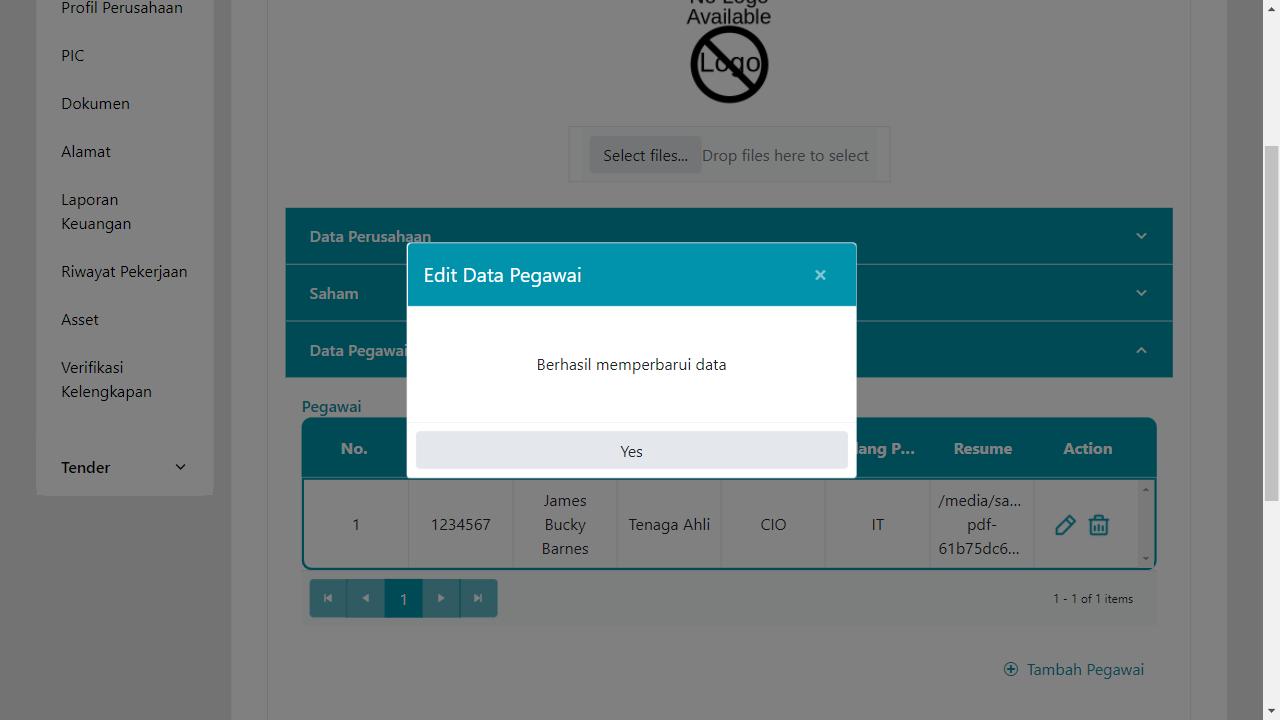 Profil Perusahaan
PIC
Dokumen
Alamat
Laporan
Keuangan
Riwayat Pekerjaan
Asset
Verifikasi
Kelengkapan
Tender
No Logo
Available
Logo
Select files...
Drop files here to select
Data Perusahaan
Saham
Data Pegawai
Edit Data Pegawai
×
Berhasil memperbarui data
Yes
Pegawai
No.
dang P...
Resume
Action
1
1234567
James
Bucky
Barnes
Tenaga Ahli
CIO
IT
/media/sa...
pdf-
61b75dc6...
1
1 - 1 of 1 items
Tambah Pegawai